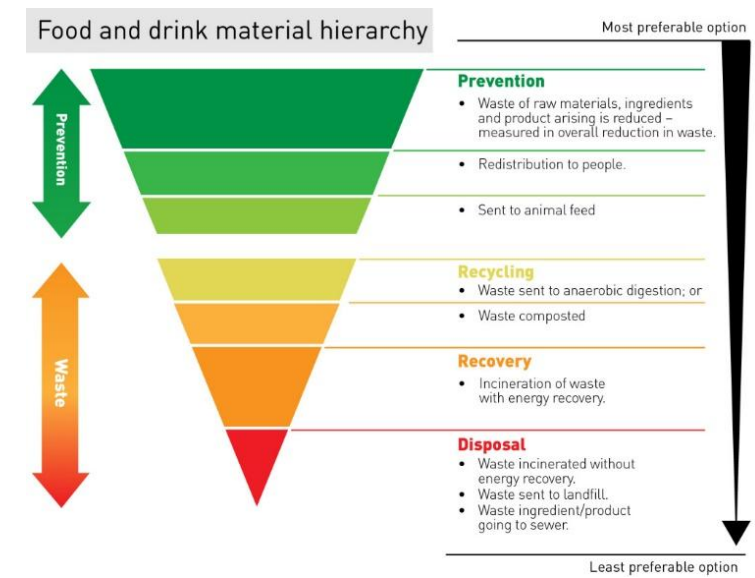 Food and drink material hierarchy
Most preferable option
Prevention
Prevention
• Waste of raw materials, ingredients
and product arising is reduced –
measured in overall reduction in waste.
• Redistribution to people.
• Sent to animal feed
Waste
Recycling
• Waste sent to anaerobic digestion; or
• Waste composted
Recovery
• Incineration of waste
with energy recovery.
Disposal
• Waste incinerated without
energy recovery.
• Waste sent to landfill.
• Waste ingredient/product
going to sewer.
Least preferable option